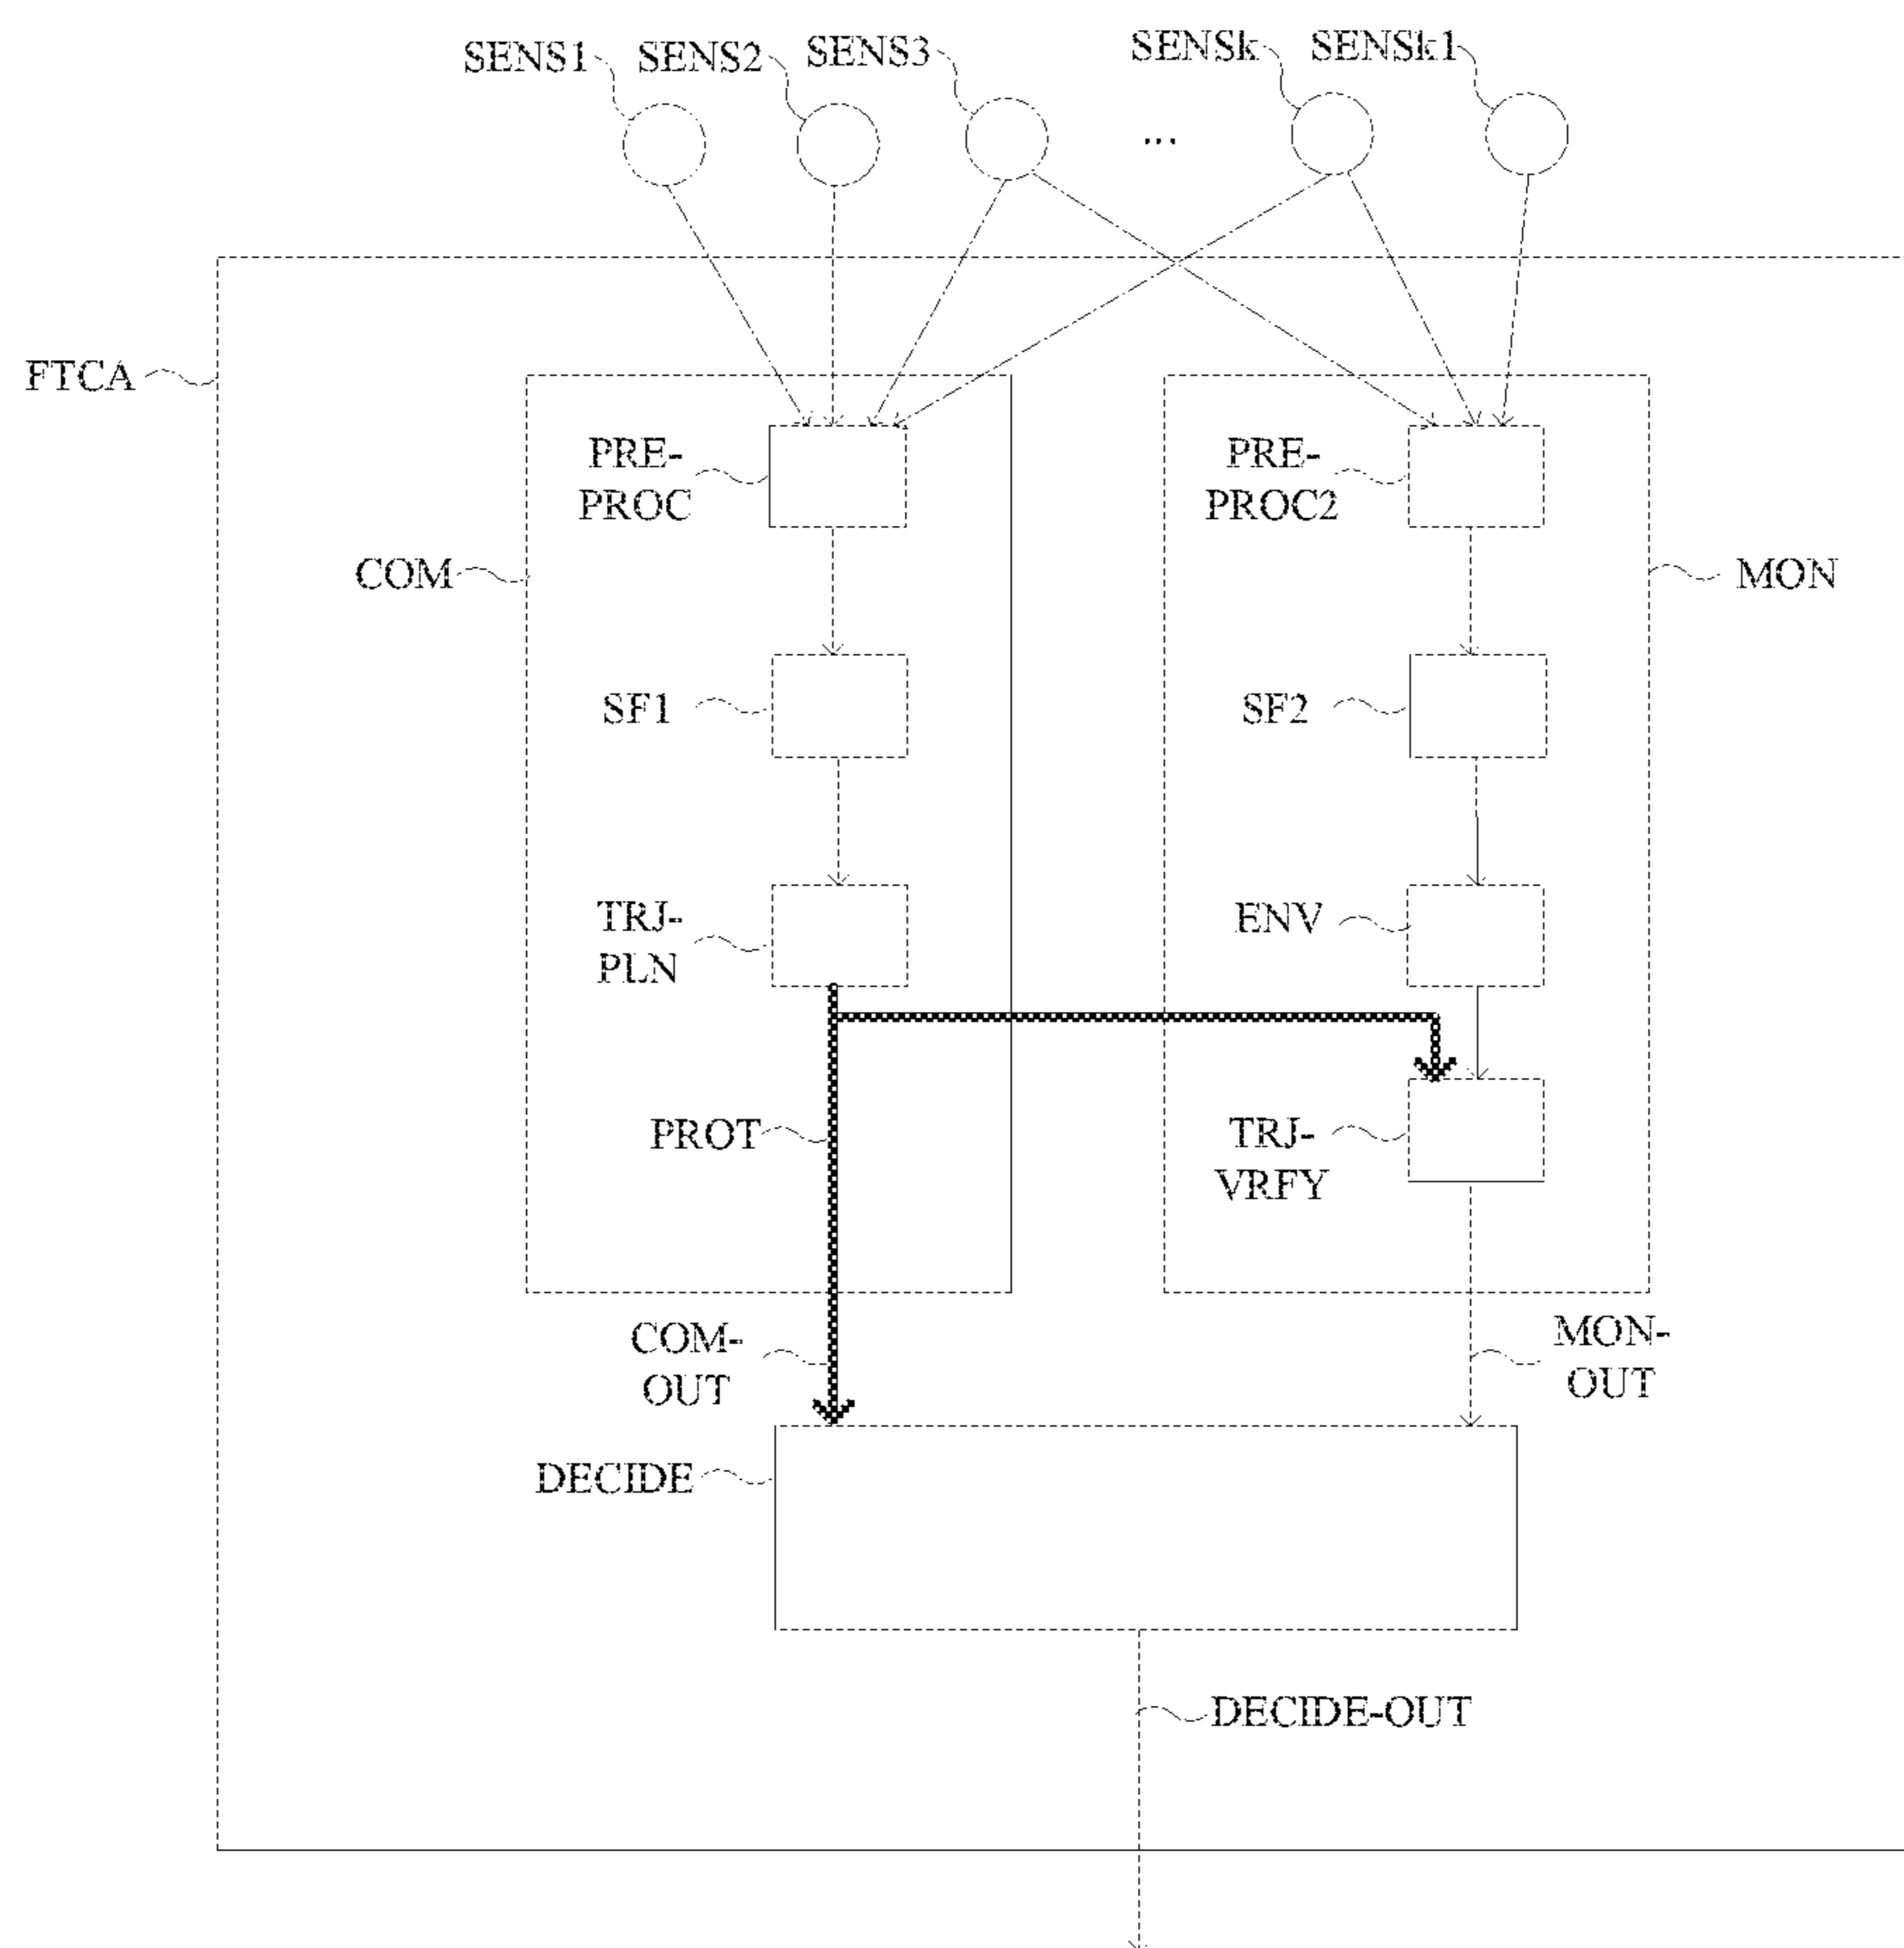 SENS1
SENS2
SENS3
...
SENSk
SENSk1
FTCA
PRE-
PROC
PRE-
PROC2
COM
MON
SF1
SF2
TRJ-
PLN
ENV
PROT
TRJ-
VRFY
COM-
OUT
MON-
OUT
DECIDE
DECIDE-OUT